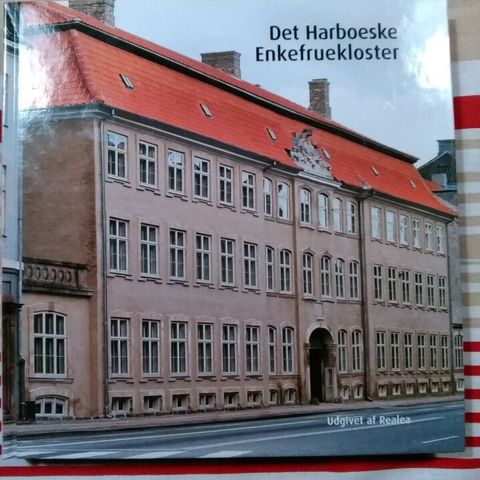 Det Harboeske
Enkefruekloster
Udgivet af Realea